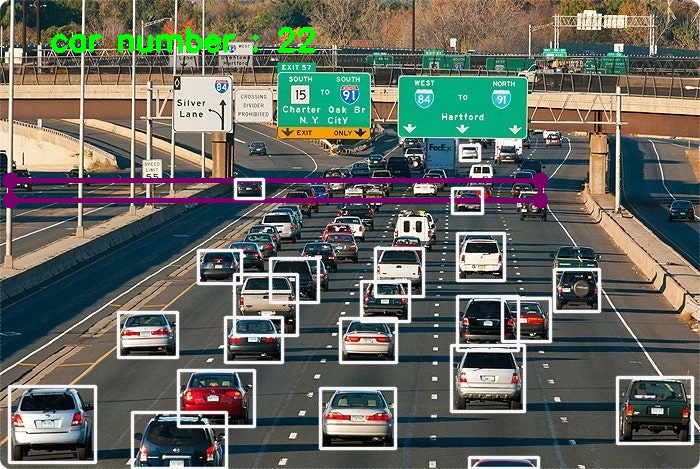 car number : 22
EXIT 57
SOUTH SOUTH
15 TO 91
Charter Oak Br
N.Y. City
EXIT ONLY
WEST NORTH
84 TO 91
Hartford
Silver
Lane
84
CROSSING
DIVIDER
PROHIBITED
SPEED
LIMIT
55
FedEx